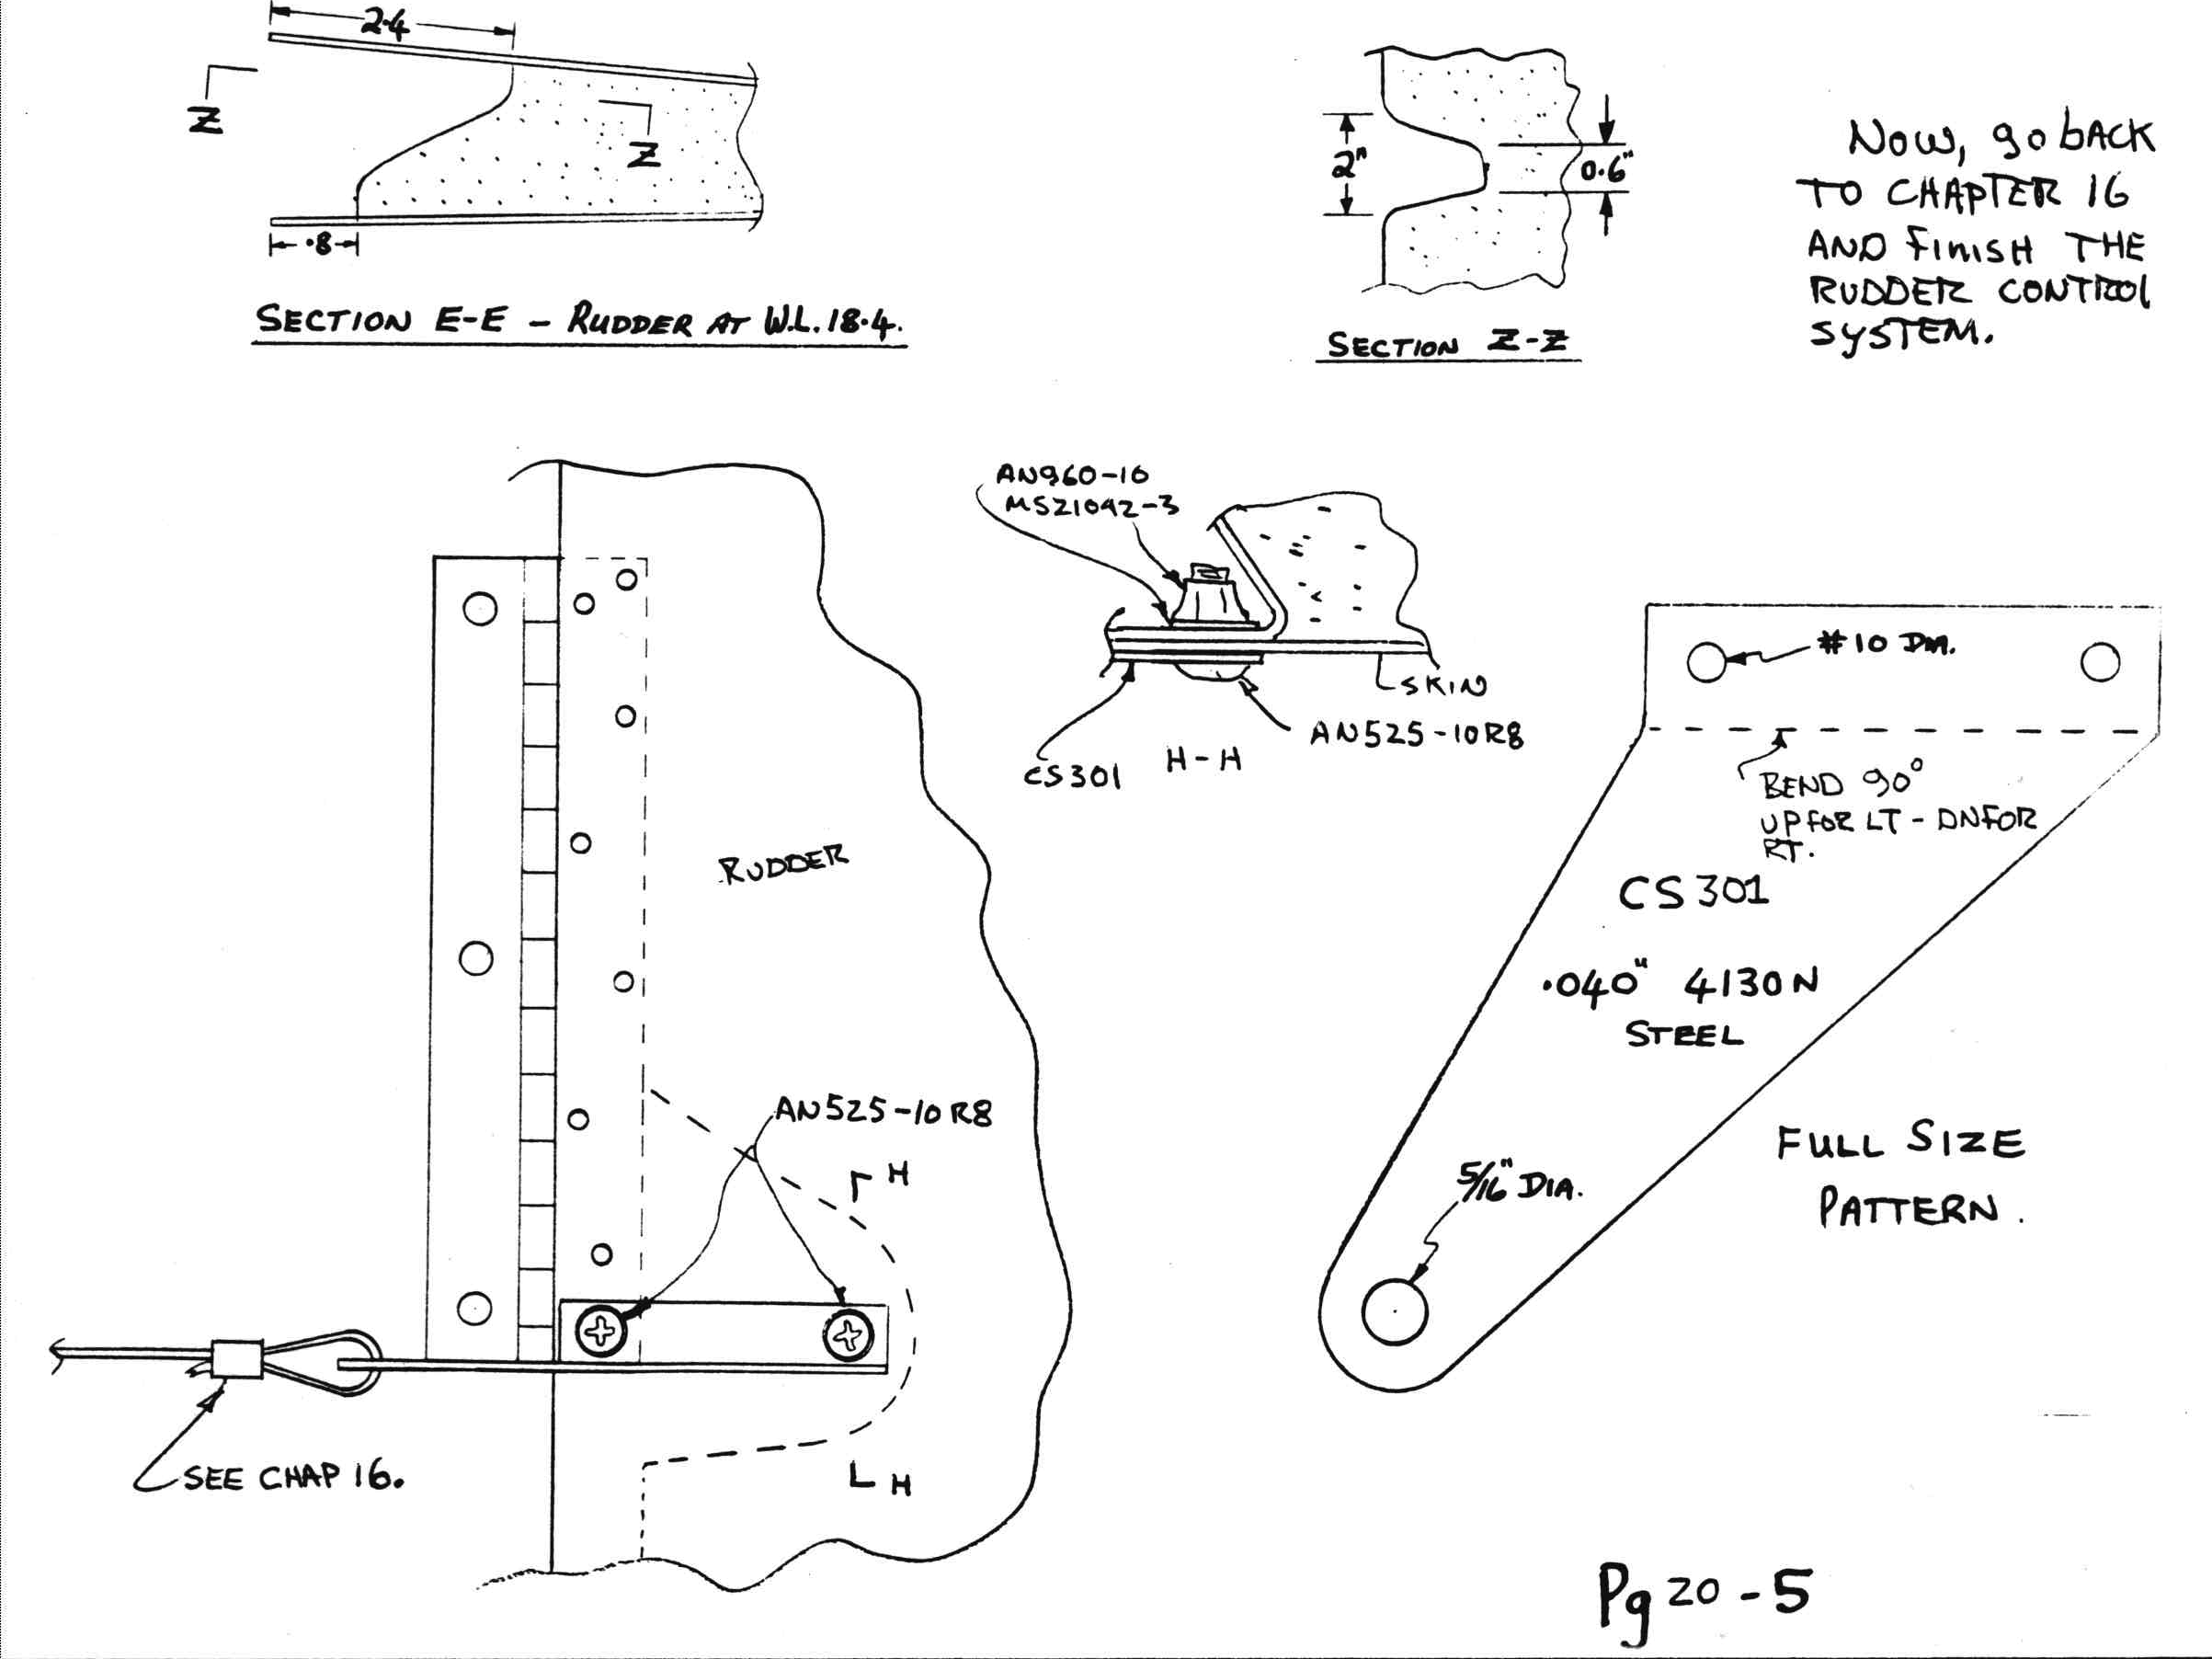 2.4
Z
Z
.8
SECTION E-E - RUDDER AT W.L. 18.4.
2"
0.6"
SECTION Z-Z
Now, go bACK
TO CHAPTER 16
AND FINISH THE
RUDDER CONTROL
SYSTEM.
AN960-10
MS21042-3
SKIN
AN525-10R8
CS301
H-H
RUDDER
AN525-10R8
H
H
SEE CHAP 16.
#10 DIA.
BEND 90°
UP FOR LT - DN FOR
RT.
CS301
.040" 4130N
STEEL
5/16" DIA.
FULL SIZE
PATTERN.
Pg 20-5